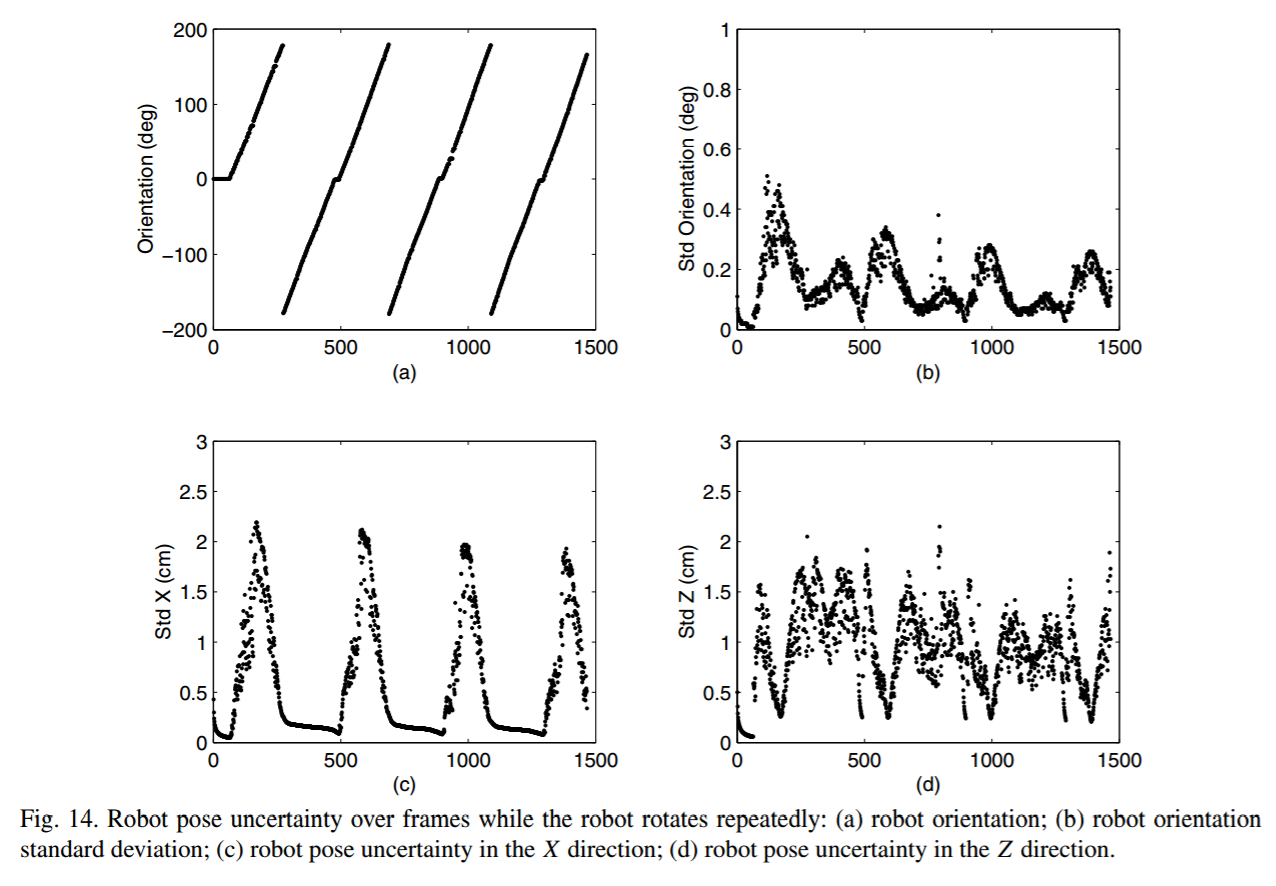 200
100
0
−100
−200
Orientation (deg)
0 500 1000 1500
(a)
1
0.8
0.6
0.4
0.2
0
Std Orientation (deg)
0 500 1000 1500
(b)
3
2.5
2
1.5
1
0.5
0
Std X (cm)
0 500 1000 1500
(c)
3
2.5
2
1.5
1
0.5
0
Std Z (cm)
0 500 1000 1500
(d)
Fig. 14. Robot pose uncertainty over frames while the robot rotates repeatedly: (a) robot orientation; (b) robot orientation
standard deviation; (c) robot pose uncertainty in the X direction; (d) robot pose uncertainty in the Z direction.